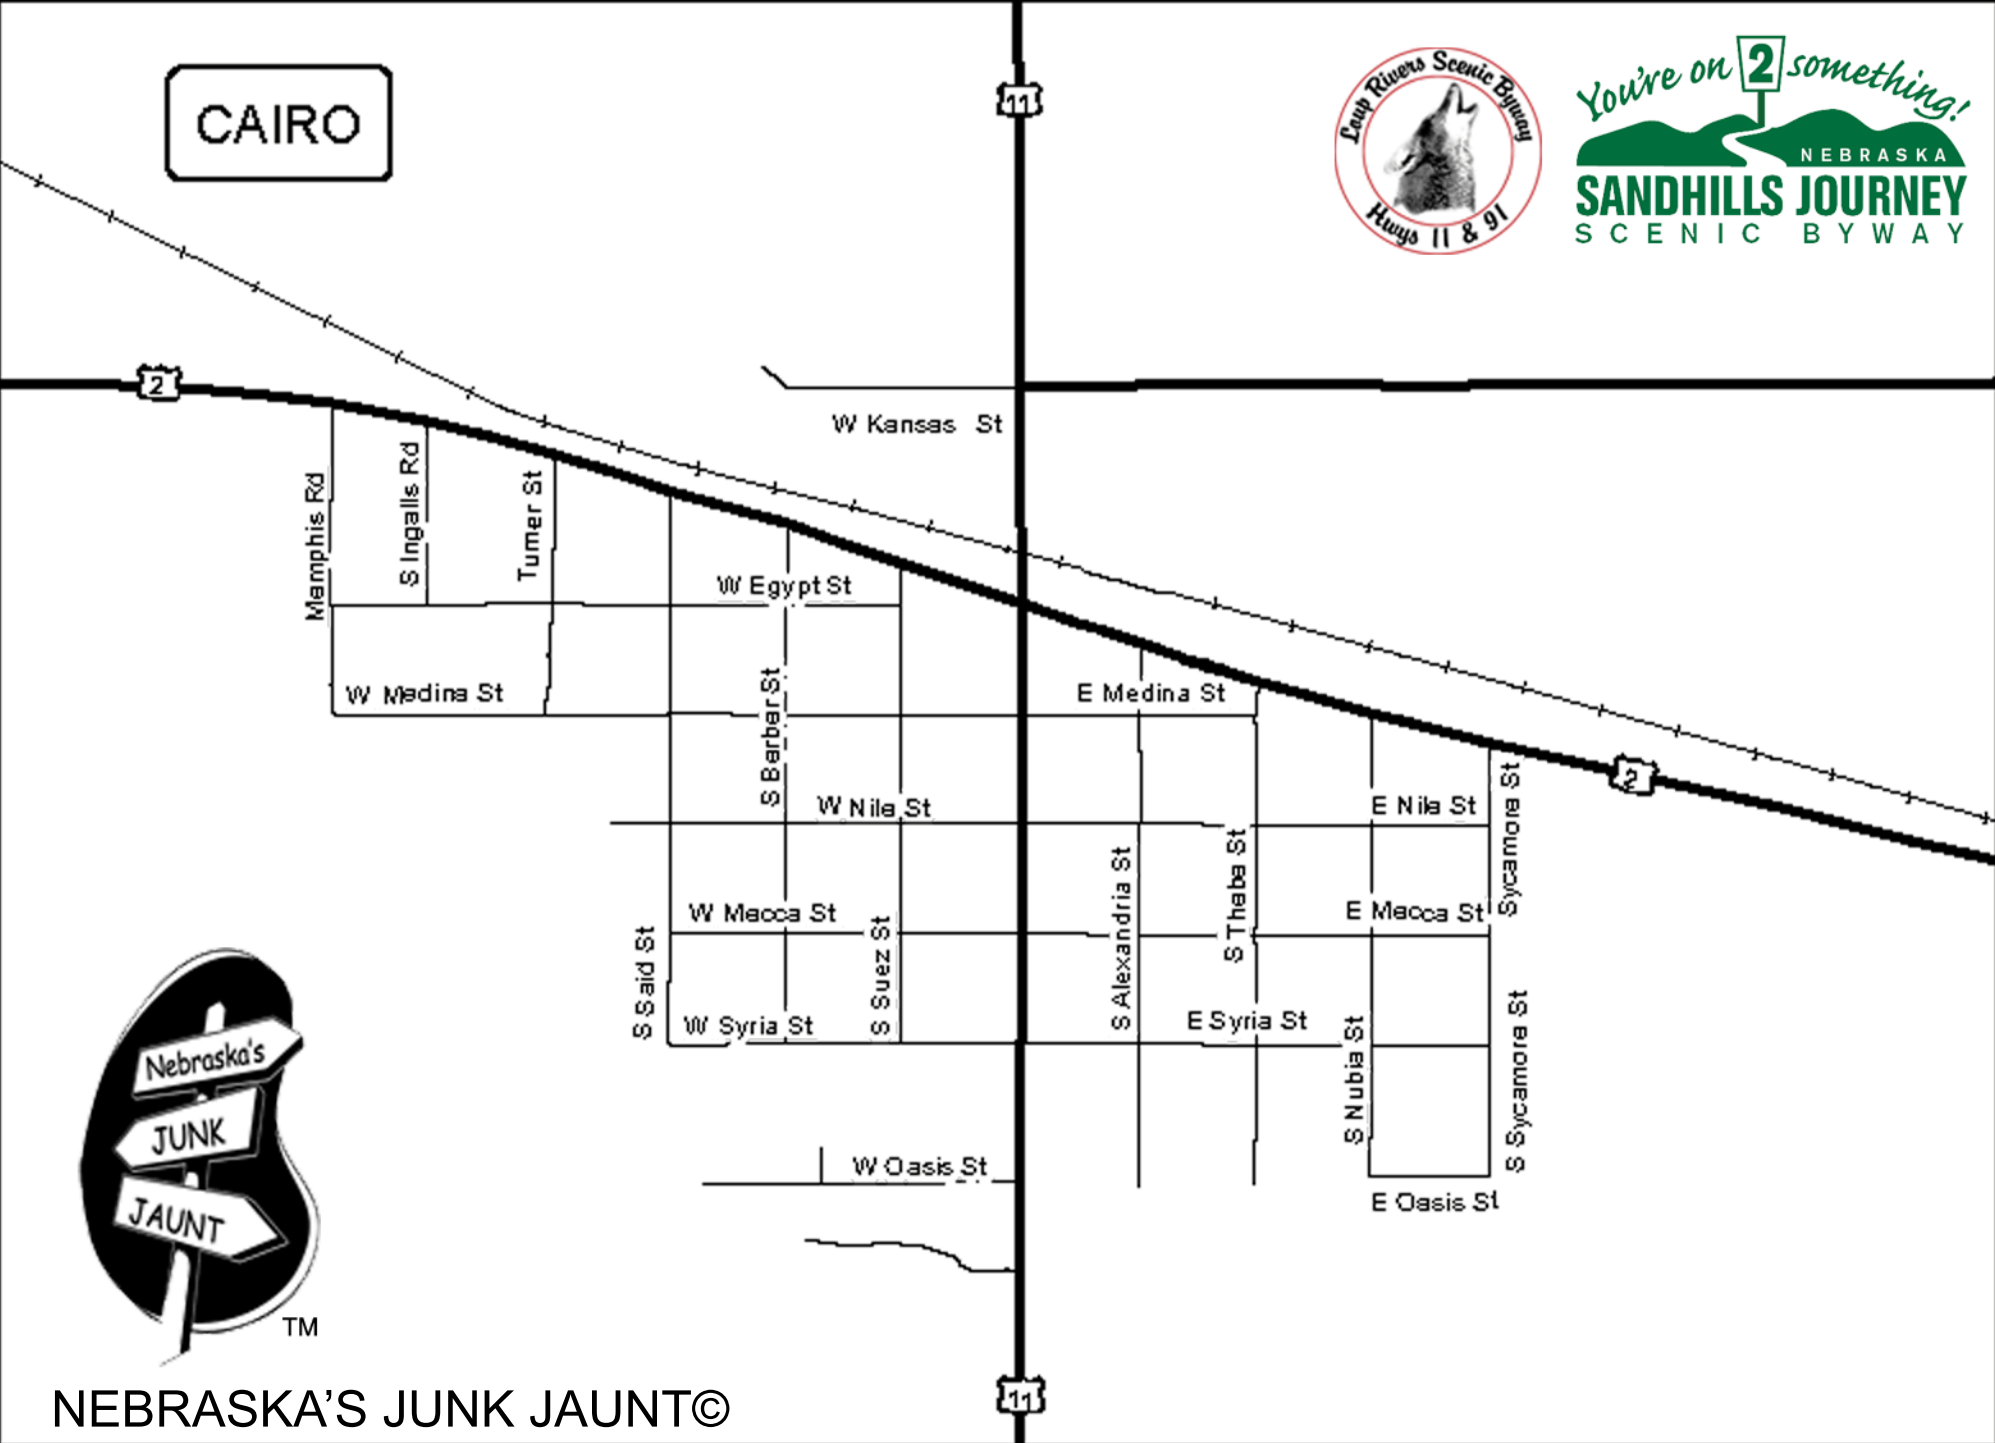 CAIRO
11
Loup Rivers Scenic Byway
Hwys 11 & 91
You're on 2 something!
NEBRASKA
SANDHILLS JOURNEY
SCENIC BYWAY
2
W Kansas St
Memphis Rd
S Ingalls Rd
Turner St
W Egypt St
W Medina St
E Medina St
S Barber St
W Nile St
E Nile St
2
Sycamore St
S Thebe St
S Alexandria St
W Mecca St
E Mecca St
S Said St
S Suez St
W Syria St
E Syria St
S Nubia St
S Sycamore St
W Oasis St
E Oasis St
Nebraska's
JUNK
JAUNT
TM
11
NEBRASKA'S JUNK JAUNT©